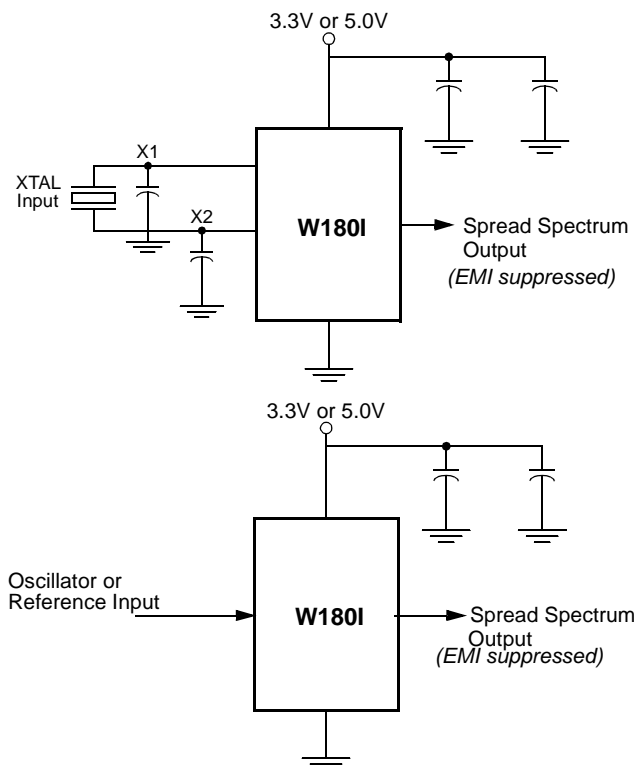 3.3V or 5.0V
X1
XTAL
Input
X2
W180I
Spread Spectrum
Output
(EMI suppressed)
3.3V or 5.0V
Oscillator or
Reference Input
W180I
Spread Spectrum
Output
(EMI suppressed)